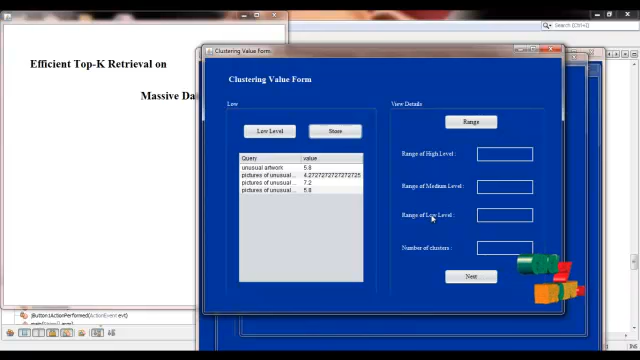 Search (Ctrl+I)
Efficient Top-K Retrieval on
Massive Da
Clustering Value Form
Clustering Value Form
Low
View Details
Low Level
Store
Range
Query value
unusual artwork 5.8
pictures of unusual... 4.2727272727272725
pictures of unusual... 7.2
pictures of unusual... 5.8
Range of High Level :
Range of Medium Level :
Range of Low Level :
Number of clusters :
Next
jButton1ActionPerformed(ActionEvent evt)
INS